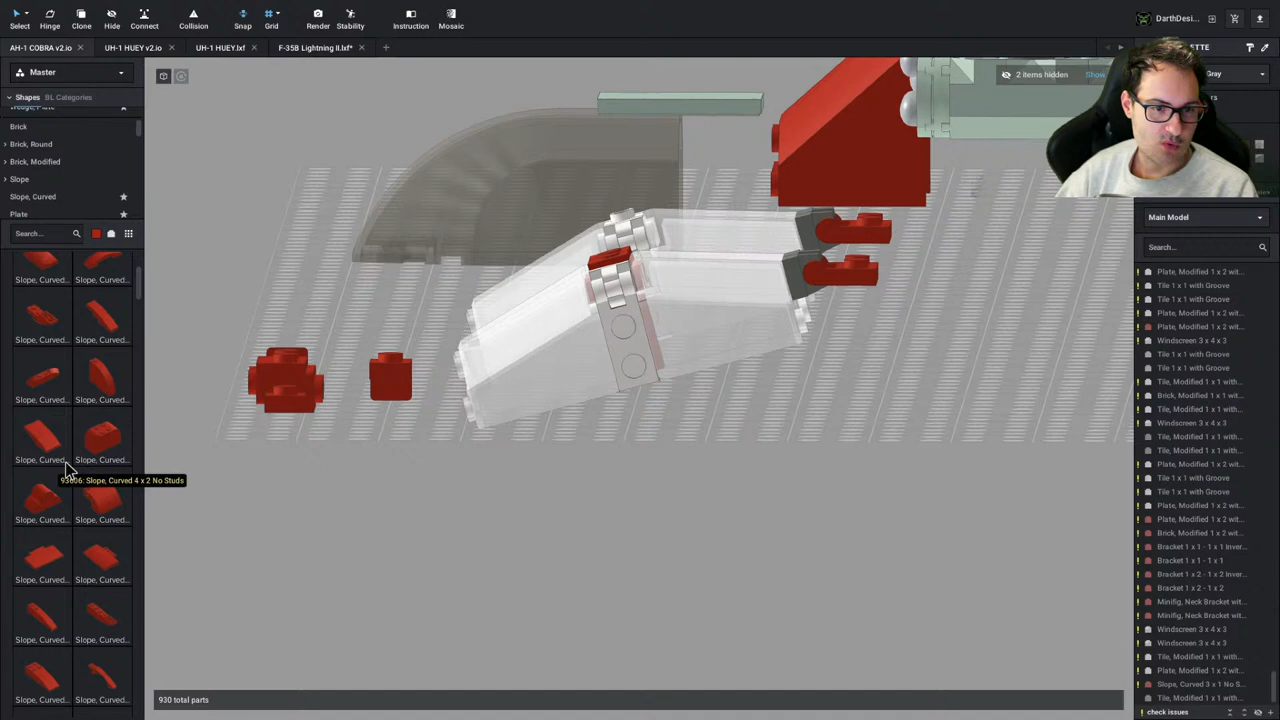 Select
Hinge
Clone
Hide
Connect
Collision
Snap
Grid
Render
Stability
Instruction
Mosaic
DarthDesi...
AH-1 COBRA v2.io
UH-1 HUEY v2.io
UH-1 HUEY.lxf
F-35B Lightning II.lxf*
Master
Shapes
BL Categories
Wedge, Plate
Brick
Brick, Round
Brick, Modified
Slope
Slope, Curved
Plate
Search...
Slope, Curved...
Slope, Curved...
Slope, Curved...
Slope, Curved...
Slope, Curved...
Slope, Curved...
Slope, Curved...
Slope, Curved...
93606: Slope, Curved 4 x 2 No Studs
Slope, Curved...
Slope, Curved...
Slope, Curved...
Slope, Curved...
Slope, Curved...
Slope, Curved...
Slope, Curved...
Slope, Curved...
2 items hidden
Show
930 total parts
Gray
Main Model
Search...
Plate, Modified 1 x 2 wit...
Tile 1 x 1 with Groove
Tile 1 x 1 with Groove
Plate, Modified 1 x 2 wit...
Plate, Modified 1 x 2 wit...
Windscreen 3 x 4 x 3
Tile 1 x 1 with Groove
Tile 1 x 1 with Groove
Tile, Modified 1 x 1 with...
Brick, Modified 1 x 2 wit...
Tile, Modified 1 x 1 with...
Windscreen 3 x 4 x 3
Tile, Modified 1 x 1 with...
Tile, Modified 1 x 1 with...
Plate, Modified 1 x 2 wit...
Tile 1 x 1 with Groove
Tile 1 x 1 with Groove
Plate, Modified 1 x 2 wit...
Plate, Modified 1 x 2 wit...
Brick, Modified 1 x 2 wit...
Bracket 1 x 1 - 1 x 1 Inver...
Bracket 1 x 1 - 1 x 1
Bracket 1 x 2 - 1 x 2 Inver...
Bracket 1 x 2 - 1 x 2
Minifig, Neck Bracket wit...
Minifig, Neck Bracket wit...
Windscreen 3 x 4 x 3
Windscreen 3 x 4 x 3
Tile, Modified 1 x 1 with...
Plate, Modified 1 x 2 wit...
Slope, Curved 3 x 1 No S...
Tile, Modified 1 x 1 with...
check issues